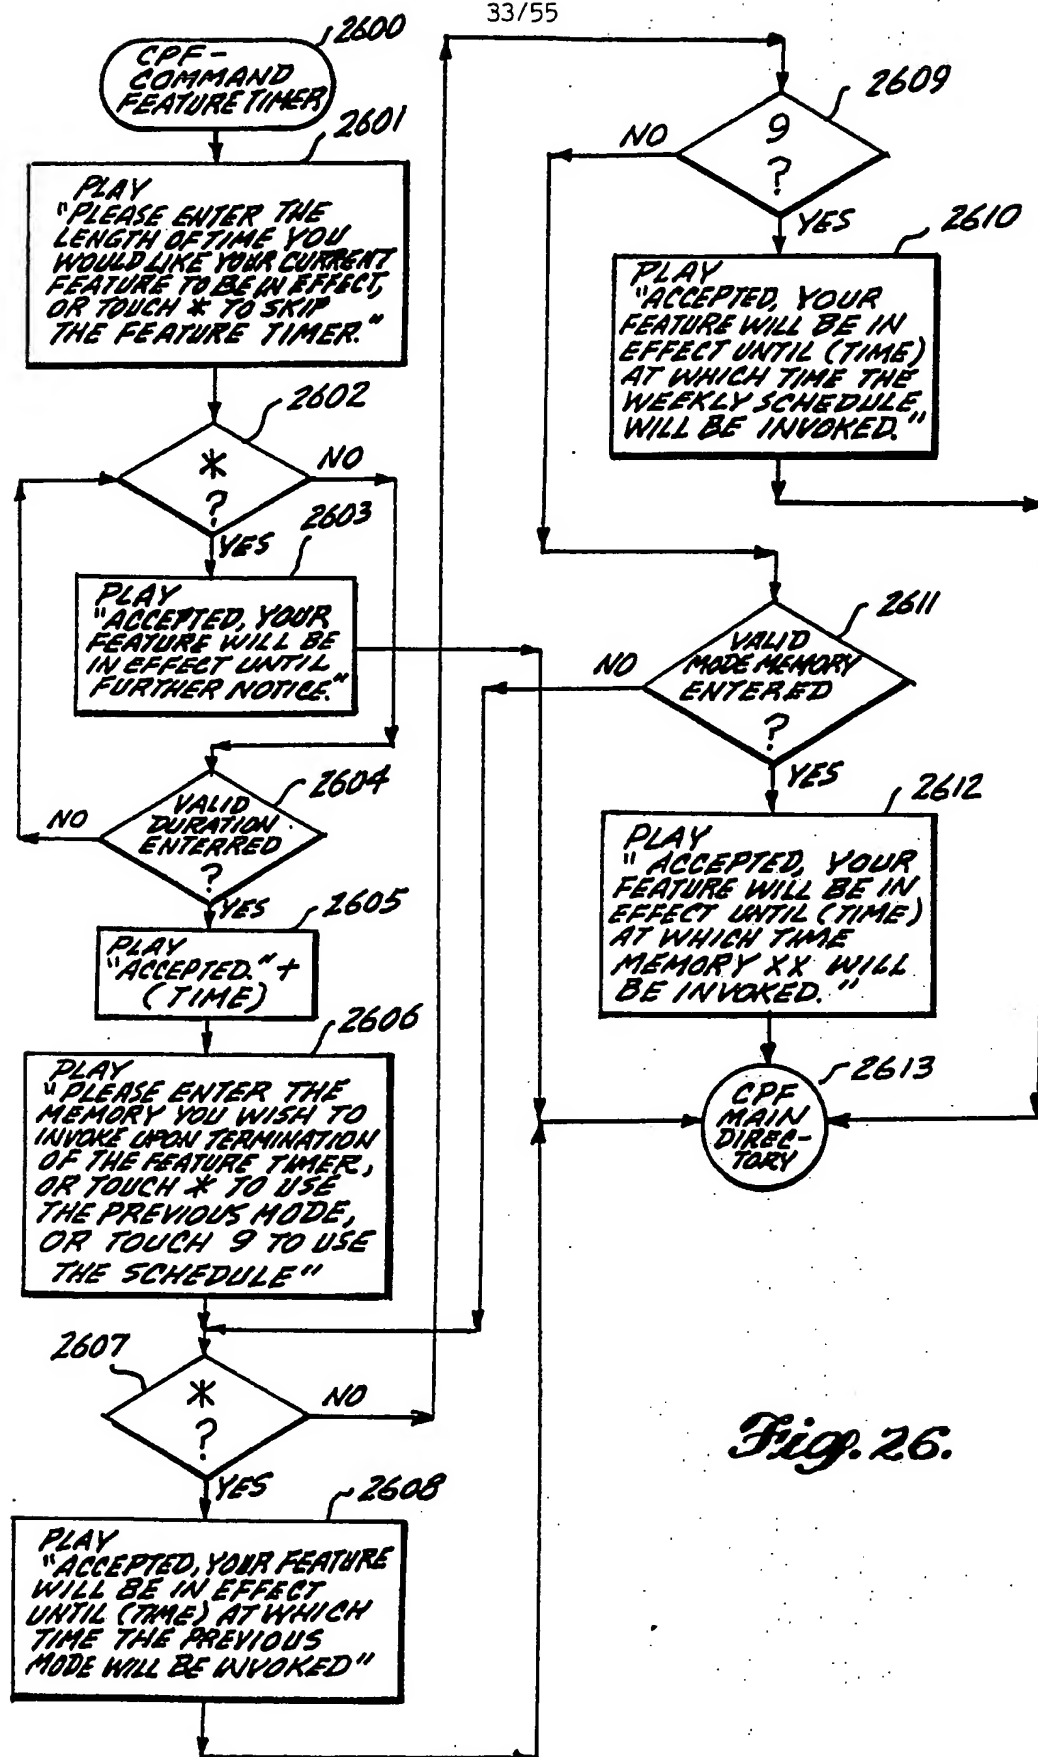 33/55
2600
CPF-
COMMAND
FEATURE TIMER
2601
PLAY
"PLEASE ENTER THE
LENGTH OF TIME YOU
WOULD LIKE YOUR CURRENT
FEATURE TO BE IN EFFECT,
OR TOUCH * TO SKIP
THE FEATURE TIMER."
2602
*
?
NO
YES
2603
PLAY
"ACCEPTED, YOUR
FEATURE WILL BE
IN EFFECT UNTIL
FURTHER NOTICE."
2604
VALID
DURATION
ENTERRED
?
NO
YES
2605
PLAY
"ACCEPTED." +
(TIME)
2606
PLAY
"PLEASE ENTER THE
MEMORY YOU WISH TO
INVOKE UPON TERMINATION
OF THE FEATURE TIMER,
OR TOUCH * TO USE
THE PREVIOUS MODE,
OR TOUCH 9 TO USE
THE SCHEDULE"
2607
*
?
NO
YES
2608
PLAY
"ACCEPTED, YOUR FEATURE
WILL BE IN EFFECT
UNTIL (TIME) AT WHICH
TIME THE PREVIOUS
MODE WILL BE INVOKED"
2609
9
?
NO
YES
2610
PLAY
"ACCEPTED, YOUR
FEATURE WILL BE IN
EFFECT UNTIL (TIME)
AT WHICH TIME THE
WEEKLY SCHEDULE
WILL BE INVOKED."
2611
VALID
MODE MEMORY
ENTERED
?
NO
YES
2612
PLAY
" ACCEPTED, YOUR
FEATURE WILL BE IN
EFFECT UNTIL (TIME)
AT WHICH TIME
MEMORY XX WILL
BE INVOKED."
2613
CPF
MAIN
DIREC-
TORY
Fig. 26.